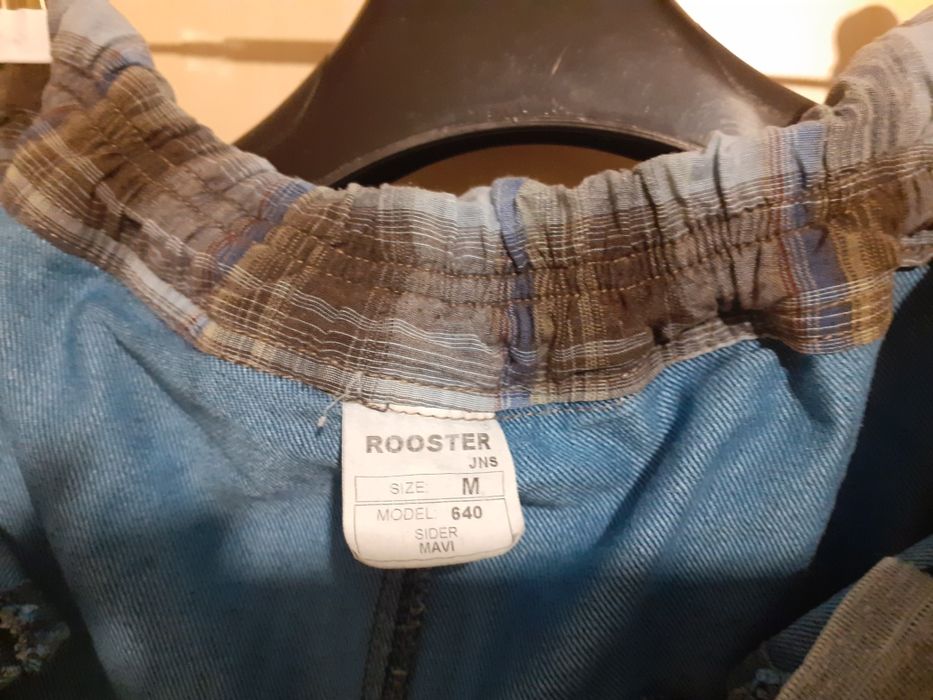 ROOSTER
JNS
SIZE: M
MODEL: 640
SIDER
MAVI